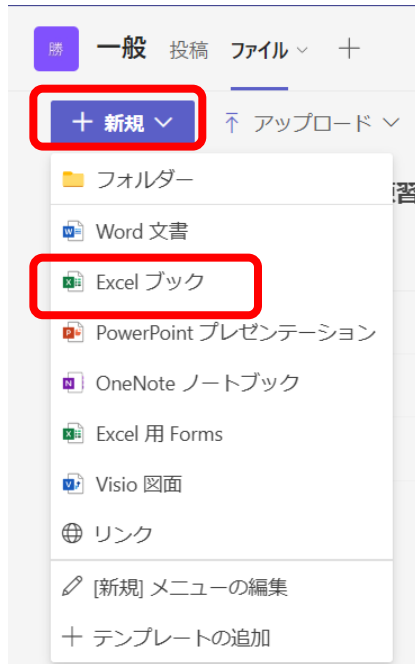 勝 一般 投稿 ファイル
新規 アップロード
フォルダー
習
Word 文書
Excel ブック
PowerPoint プレゼンテーション
OneNote ノートブック
Excel 用 Forms
Visio 図面
リンク
[新規] メニューの編集
テンプレートの追加